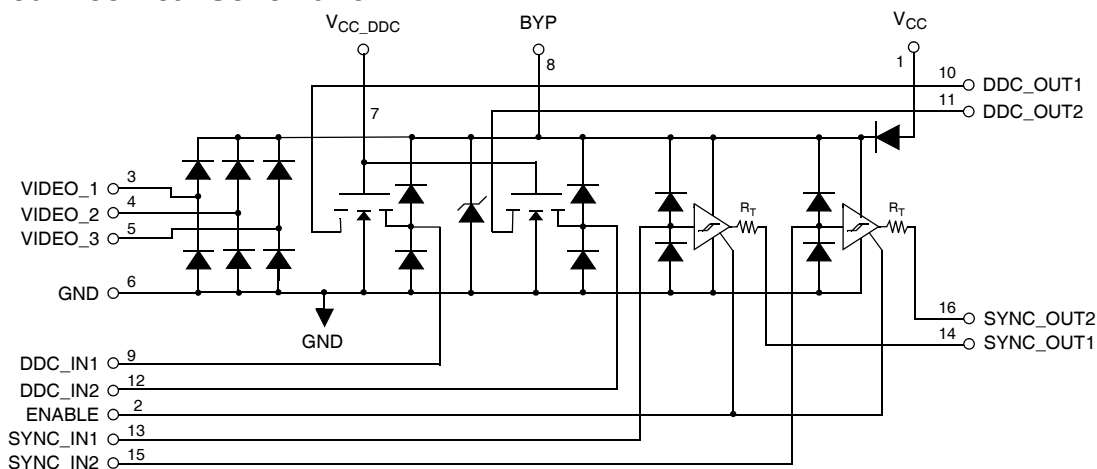 V_CC_DDC
BYP
V_CC
8
1
10
DDC_OUT1
11
DDC_OUT2
7
3
VIDEO_1
4
VIDEO_2
5
VIDEO_3
R_T
R_T
6
GND
GND
16
SYNC_OUT2
14
SYNC_OUT1
9
DDC_IN1
12
DDC_IN2
2
ENABLE
13
SYNC_IN1
15
SYNC_IN2